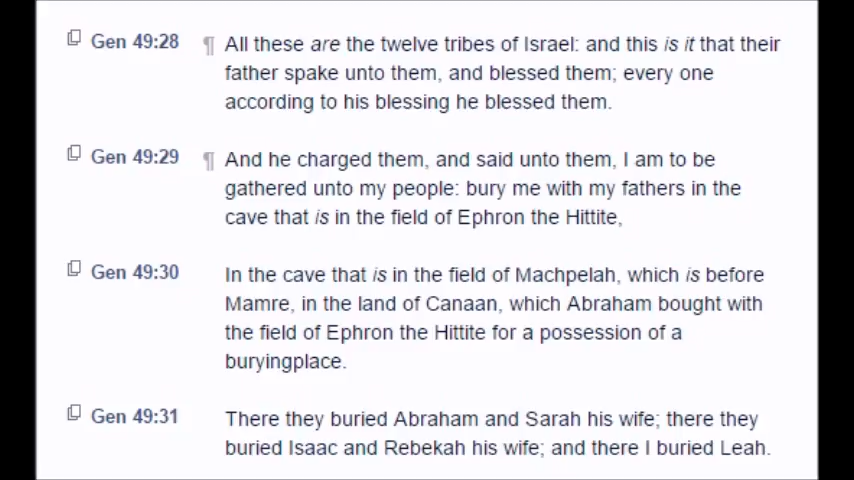 Gen 49:28 ¶ All these are the twelve tribes of Israel: and this is it that their
father spake unto them, and blessed them; every one
according to his blessing he blessed them.
Gen 49:29 ¶ And he charged them, and said unto them, I am to be
gathered unto my people: bury me with my fathers in the
cave that is in the field of Ephron the Hittite,
Gen 49:30 In the cave that is in the field of Machpelah, which is before
Mamre, in the land of Canaan, which Abraham bought with
the field of Ephron the Hittite for a possession of a
buryingplace.
Gen 49:31 There they buried Abraham and Sarah his wife; there they
buried Isaac and Rebekah his wife; and there I buried Leah.